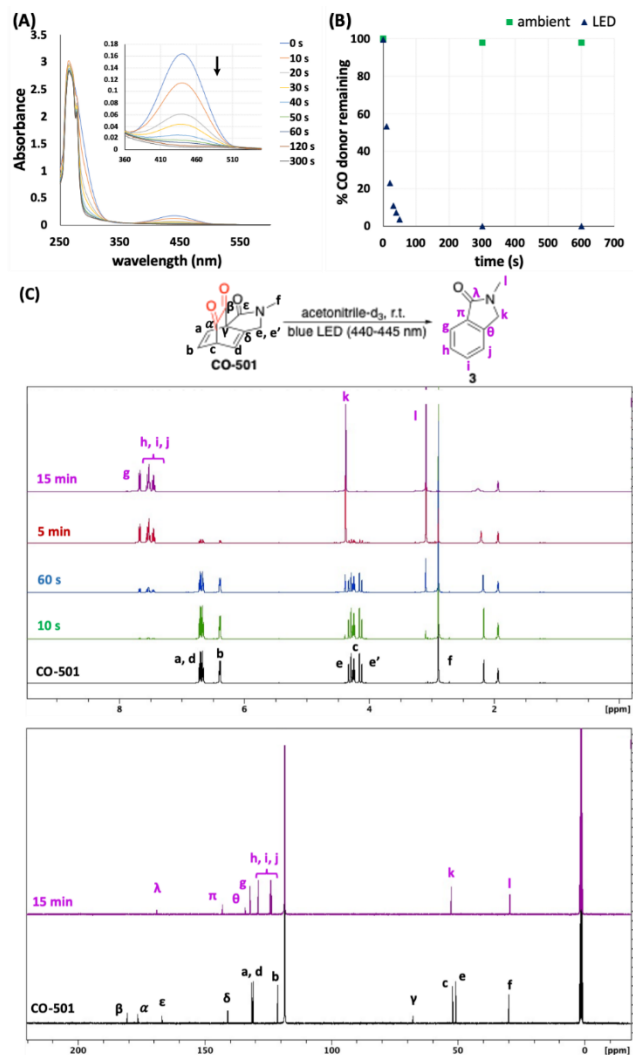 (A)
3.5
3
2.5
2
1.5
1
0.5
0
Absorbance
250
350
450
550
wavelength (nm)
0.18
0.16
0.14
0.12
0.1
0.08
0.06
0.04
0.02
0
360
410
460
510
0 s
10 s
20 s
30 s
40 s
50 s
60 s
120 s
300 s
(B)
ambient
LED
100
80
60
40
20
0
% CO donor remaining
0
100
200
300
400
500
600
700
time (s)
(C)
O
O
O
β
ε
N
f
a
α
γ
e, e'
δ
b
c
d
CO-501
acetonitrile-d3, r.t.
blue LED (440-445 nm)
O
λ
N
l
π
k
g
θ
h
j
i
3
k
l
h, i, j
g
15 min
5 min
60 s
10 s
CO-501
a, d
b
e
c
e'
f
8
6
4
2
[ppm]
h, i, j
g
λ
π
θ
k
l
15 min
a, d
b
c
e
f
β
α
ε
δ
γ
CO-501
200
150
100
50
0
[ppm]